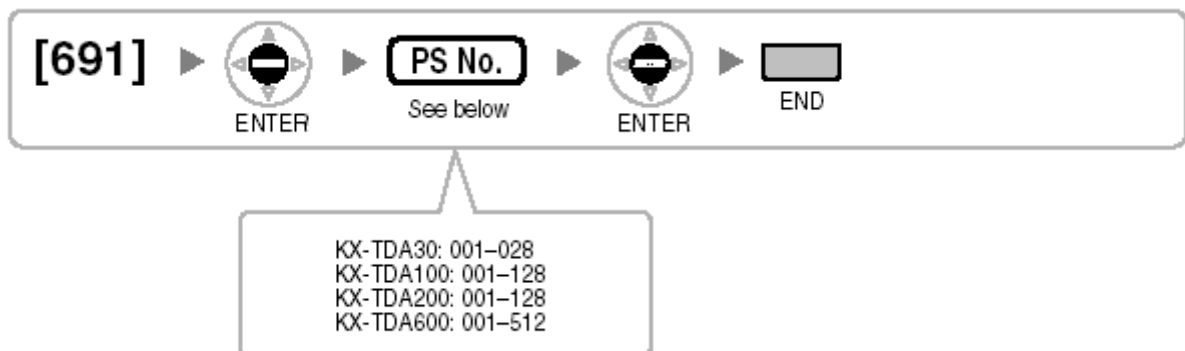 [691]
PS No.
See below
ENTER
ENTER
END
KX-TDA30: 001–028
KX-TDA100: 001–128
KX-TDA200: 001–128
KX-TDA600: 001–512